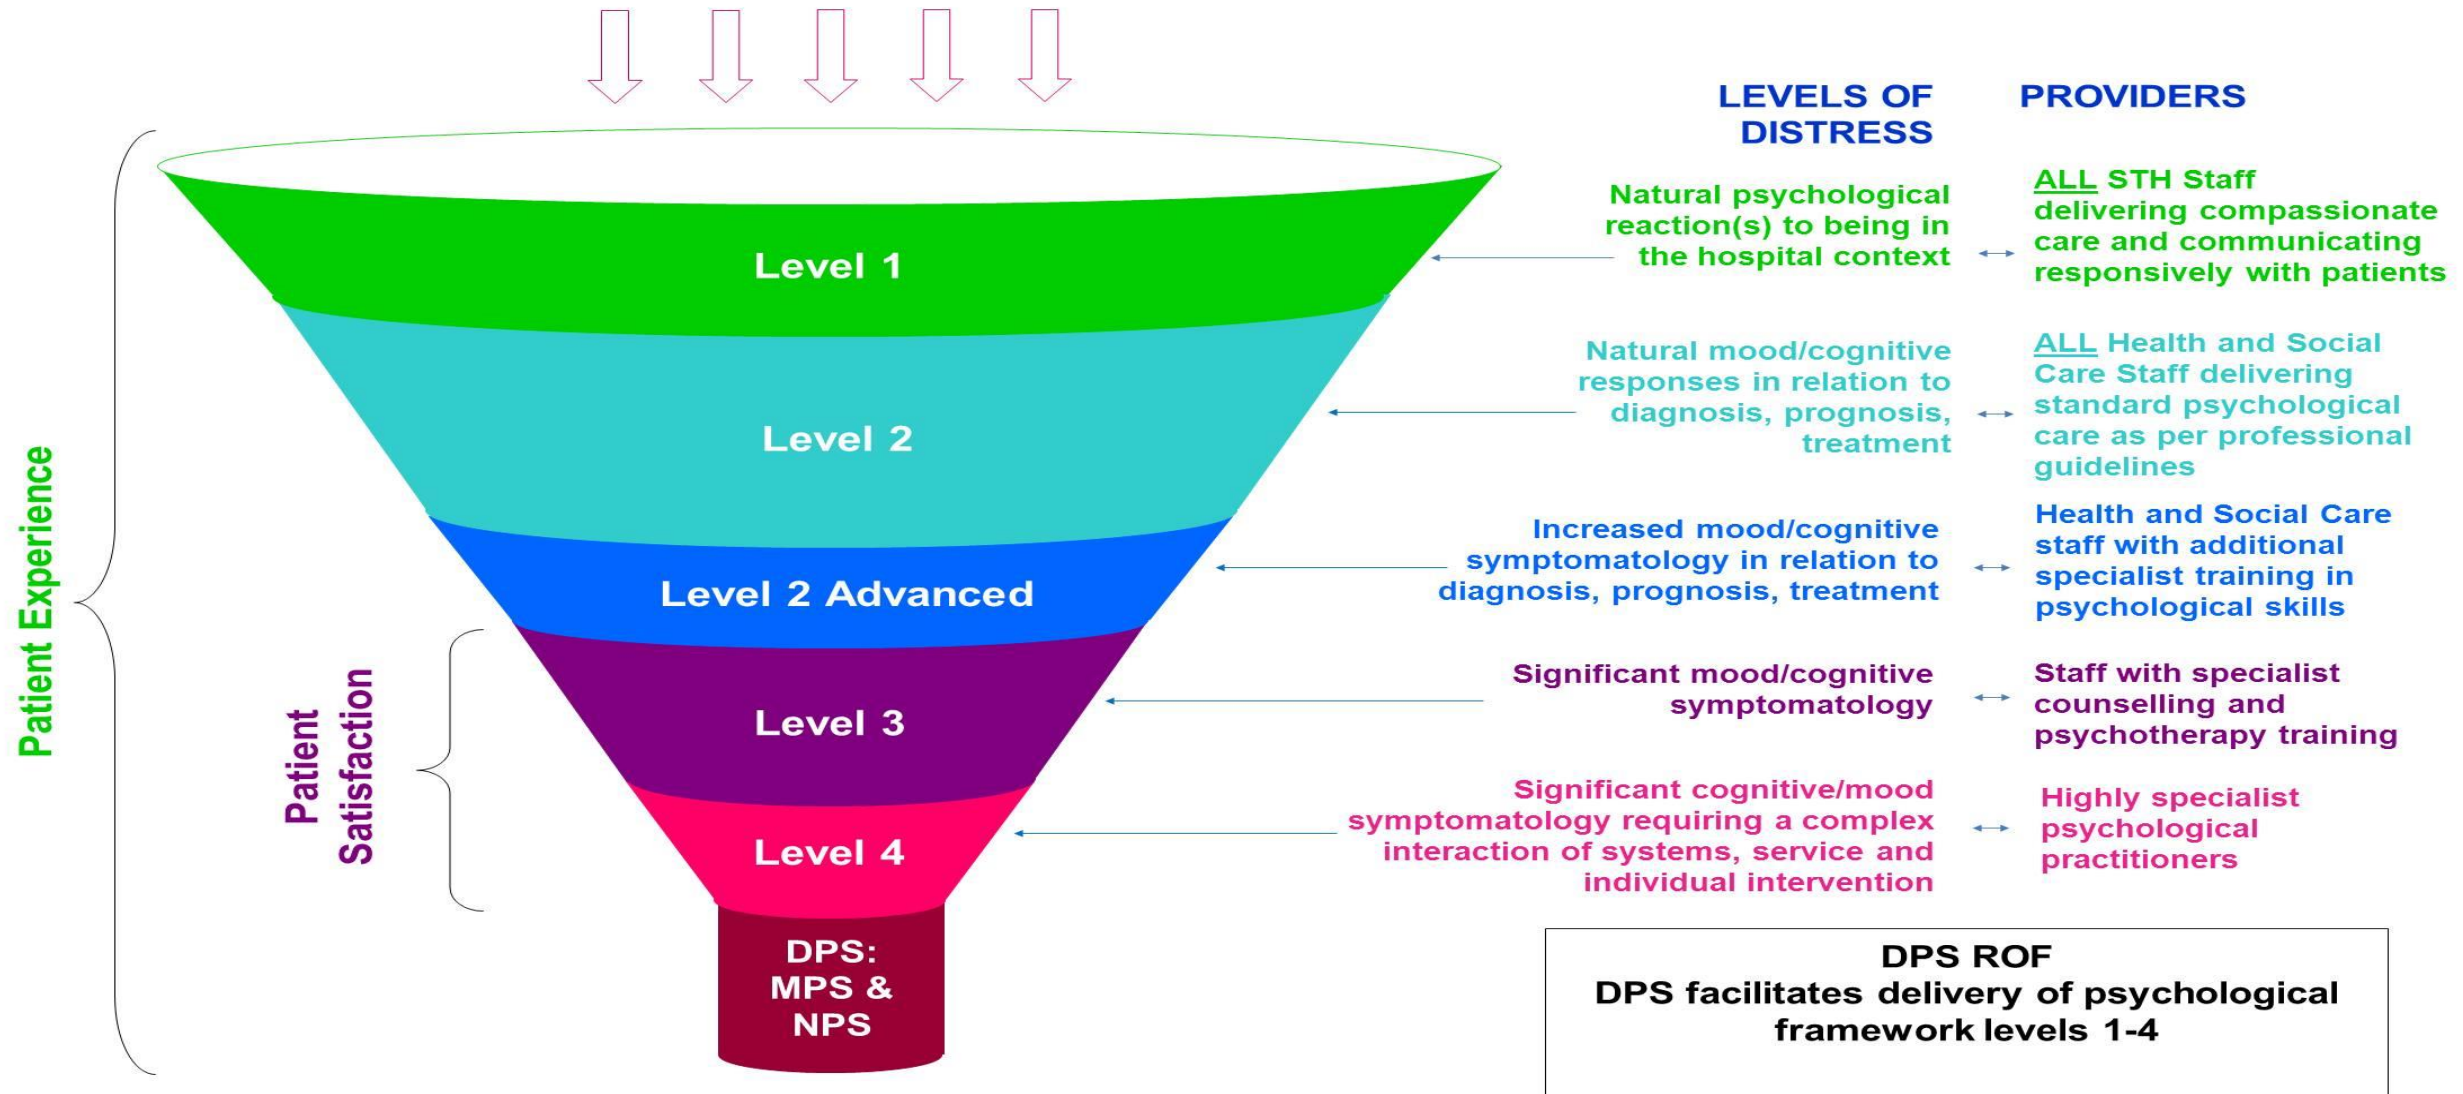 LEVELS OF
DISTRESS
PROVIDERS
Natural psychological
reaction(s) to being in
the hospital context
ALL STH Staff
delivering compassionate
care and communicating
responsively with patients
Level 1
Natural mood/cognitive
responses in relation to
diagnosis, prognosis,
treatment
ALL Health and Social
Care Staff delivering
standard psychological
care as per professional
guidelines
Level 2
Increased mood/cognitive
symptomatology in relation to
diagnosis, prognosis, treatment
Health and Social Care
staff with additional
specialist training in
psychological skills
Level 2 Advanced
Significant mood/cognitive
symptomatology
Staff with specialist
counselling and
psychotherapy training
Level 3
Significant cognitive/mood
symptomatology requiring a complex
interaction of systems, service and
individual intervention
Highly specialist
psychological
practitioners
Level 4
DPS:
MPS &
NPS
Patient Experience
Patient
Satisfaction
DPS ROF
DPS facilitates delivery of psychological
framework levels 1-4